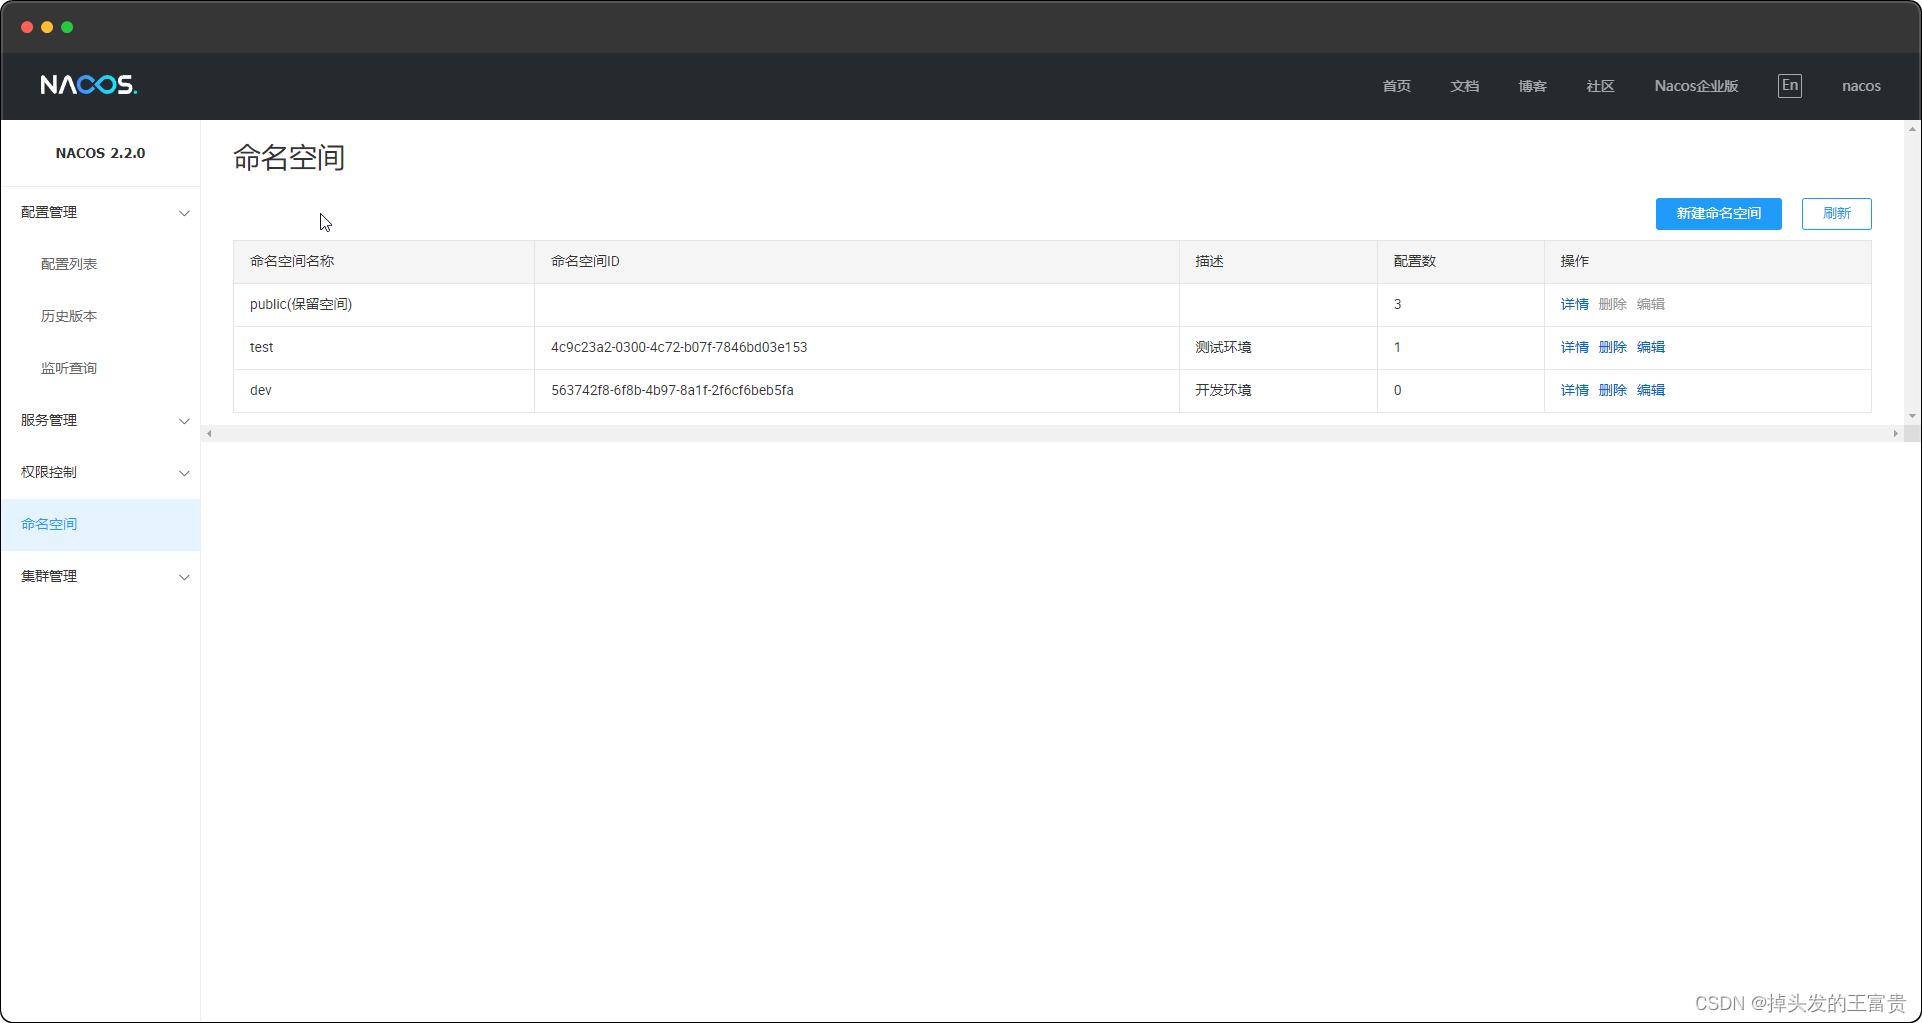 NACOS.
首页 文档 博客 社区 Nacos企业版 En nacos
NACOS 2.2.0
配置管理
配置列表
历史版本
监听查询
服务管理
权限控制
命名空间
集群管理
命名空间
新建命名空间 刷新
命名空间名称 命名空间ID 描述 配置数 操作
public(保留空间) 3 详情 删除 编辑
test 4c9c23a2-0300-4c72-b07f-7846bd03e153 测试环境 1 详情 删除 编辑
dev 563742f8-6f8b-4b97-8a1f-2f6cf6beb5fa 开发环境 0 详情 删除 编辑
CSDN @掉头发的王富贵